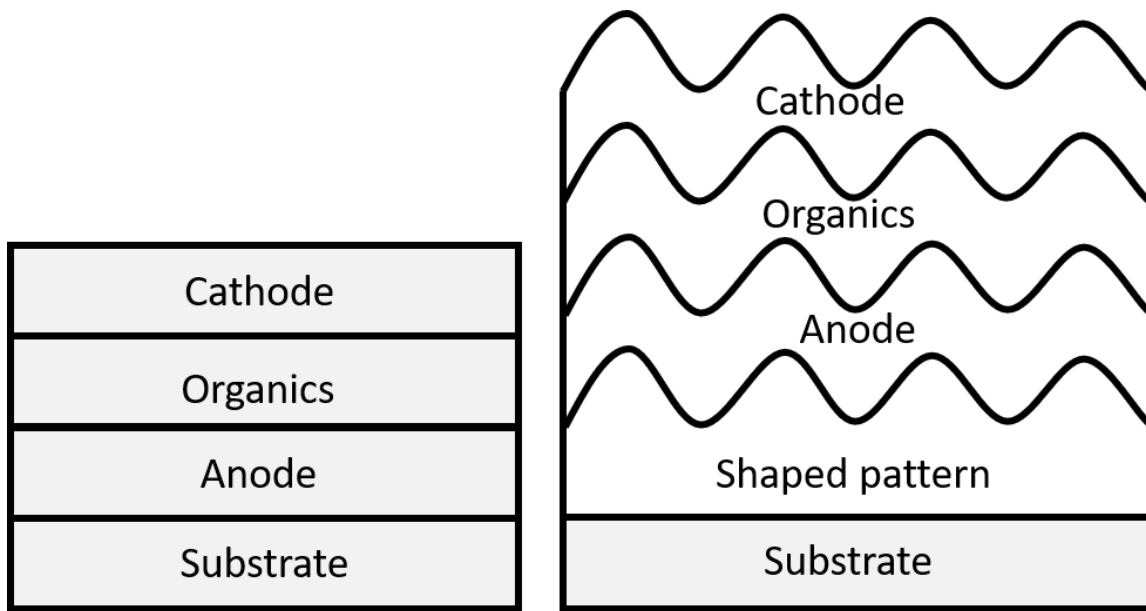 Cathode
Organics
Anode
Substrate
Cathode
Organics
Anode
Shaped pattern
Substrate